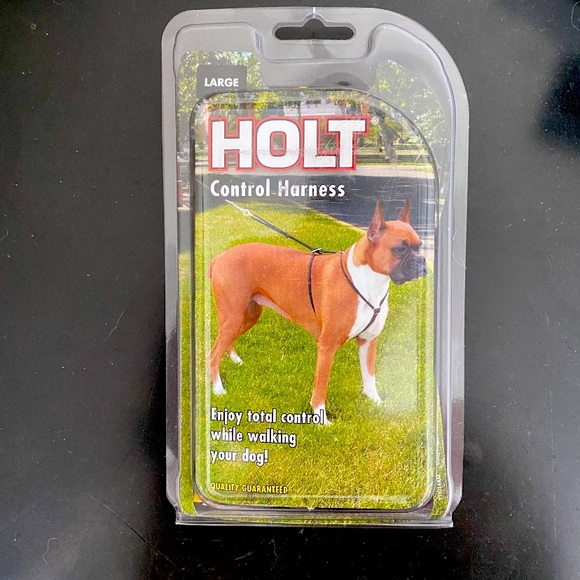 LARGE
HOLT
Control Harness
Enjoy total control
while walking
your dog!
QUALITY GUARANTEED